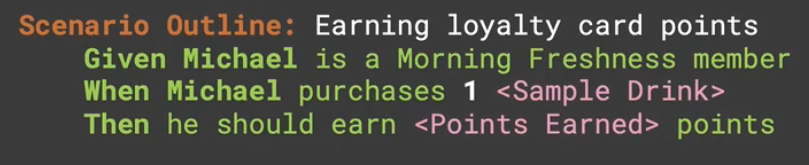 Scenario Outline: Earning loyalty card points
Given Michael is a Morning Freshness member
When Michael purchases 1 <Sample Drink>
Then he should earn <Points Earned> points